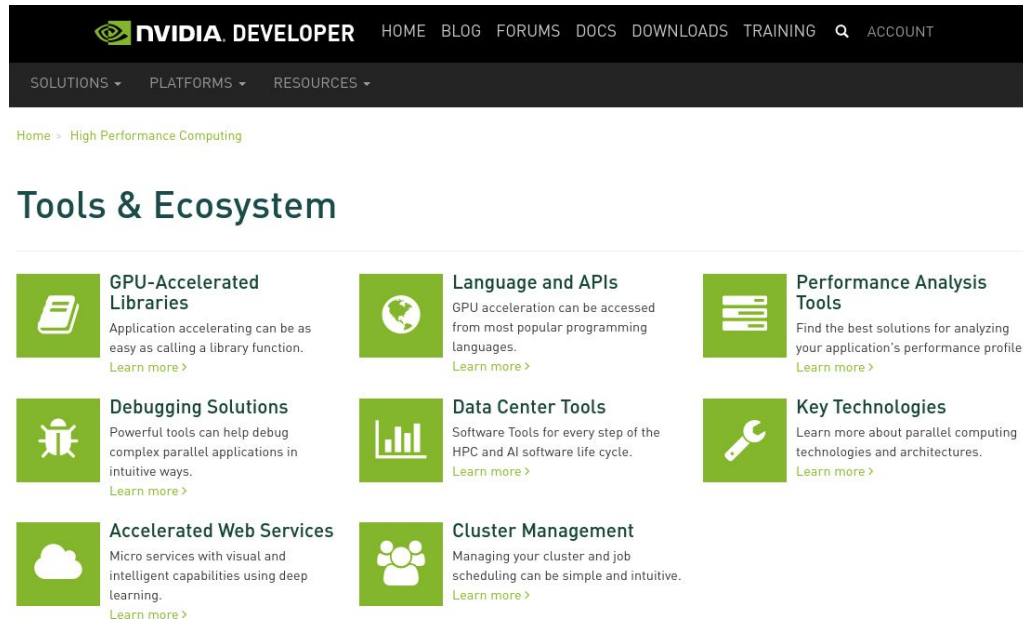 NVIDIA. DEVELOPER HOME BLOG FORUMS DOCS DOWNLOADS TRAINING ACCOUNT
SOLUTIONS PLATFORMS RESOURCES
Home > High Performance Computing
Tools & Ecosystem
GPU-Accelerated
Libraries
Application accelerating can be as
easy as calling a library function.
Learn more >
Language and APIs
GPU acceleration can be accessed
from most popular programming
languages.
Learn more >
Performance Analysis
Tools
Find the best solutions for analyzing
your application's performance profile
Learn more >
Debugging Solutions
Powerful tools can help debug
complex parallel applications in
intuitive ways.
Learn more >
Data Center Tools
Software Tools for every step of the
HPC and AI software life cycle.
Learn more >
Key Technologies
Learn more about parallel computing
technologies and architectures.
Learn more >
Accelerated Web Services
Micro services with visual and
intelligent capabilities using deep
learning.
Learn more >
Cluster Management
Managing your cluster and job
scheduling can be simple and intuitive.
Learn more >